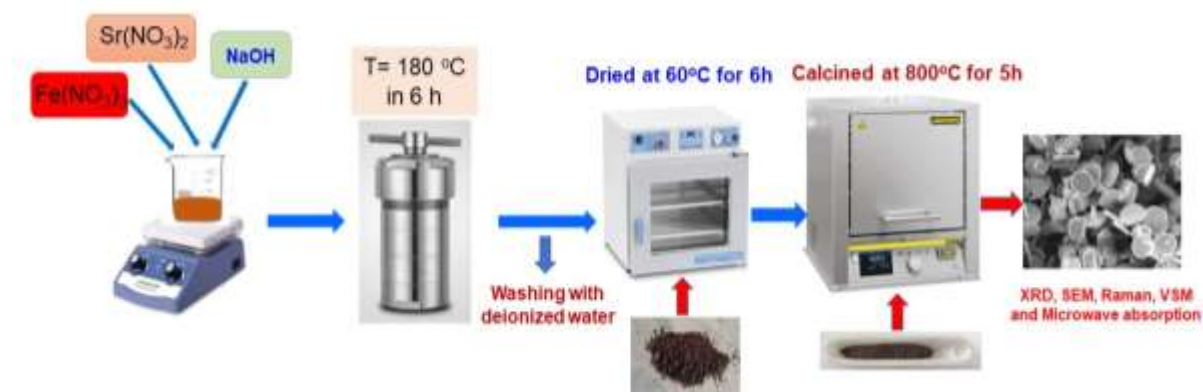 Sr(NO3)2
NaOH
Fe(NO3)3
T= 180 °C
in 6 h
Dried at 60°C for 6h
Calcined at 800°C for 5h
Washing with
deionized water
XRD, SEM, Raman, VSM
and Microwave absorption